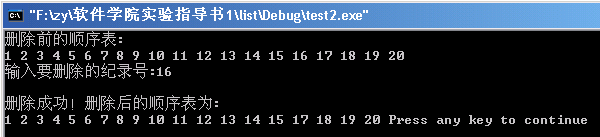 "F:\zy\软件学院实验指导书1\list\Debug\test2.exe"
删除前的顺序表:
1 2 3 4 5 6 7 8 9 10 11 12 13 14 15 16 17 18 19 20
输入要删除的纪录号:16
删除成功! 删除后的顺序表为:
1 2 3 4 5 6 7 8 9 10 11 12 13 14 15 17 18 19 20 Press any key to continue